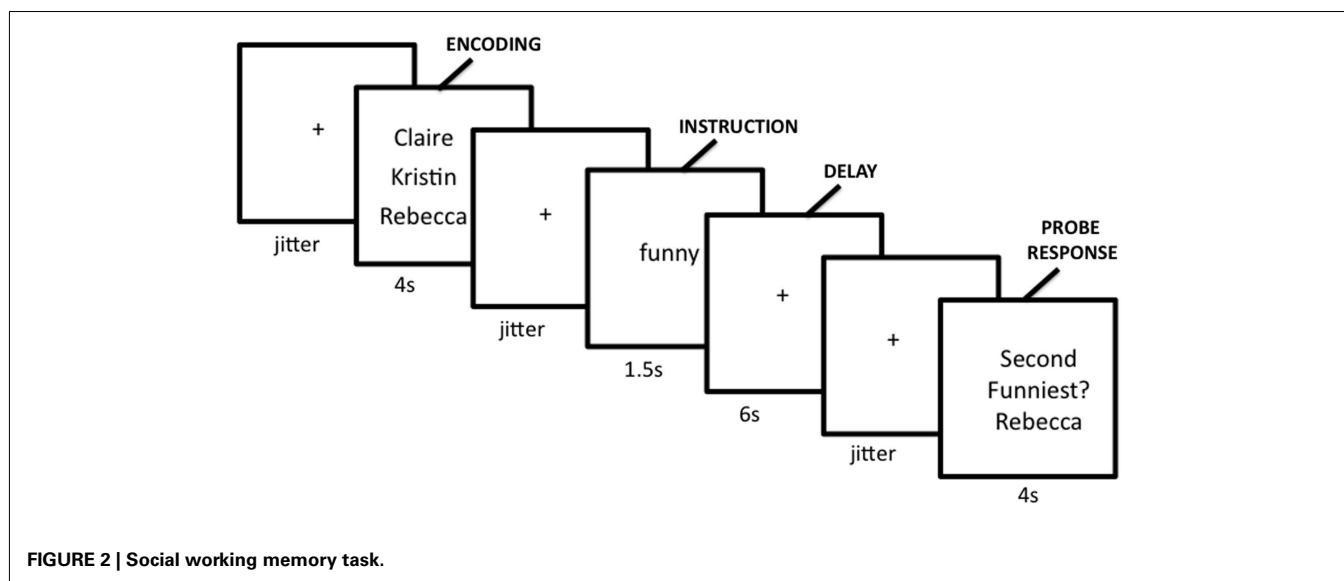 ENCODING
+
Claire
Kristin
Rebecca
jitter
4s
INSTRUCTION
+
jitter
funny
1.5s
DELAY
+
6s
+
jitter
PROBE
RESPONSE
Second
Funniest?
Rebecca
4s
FIGURE 2 | Social working memory task.